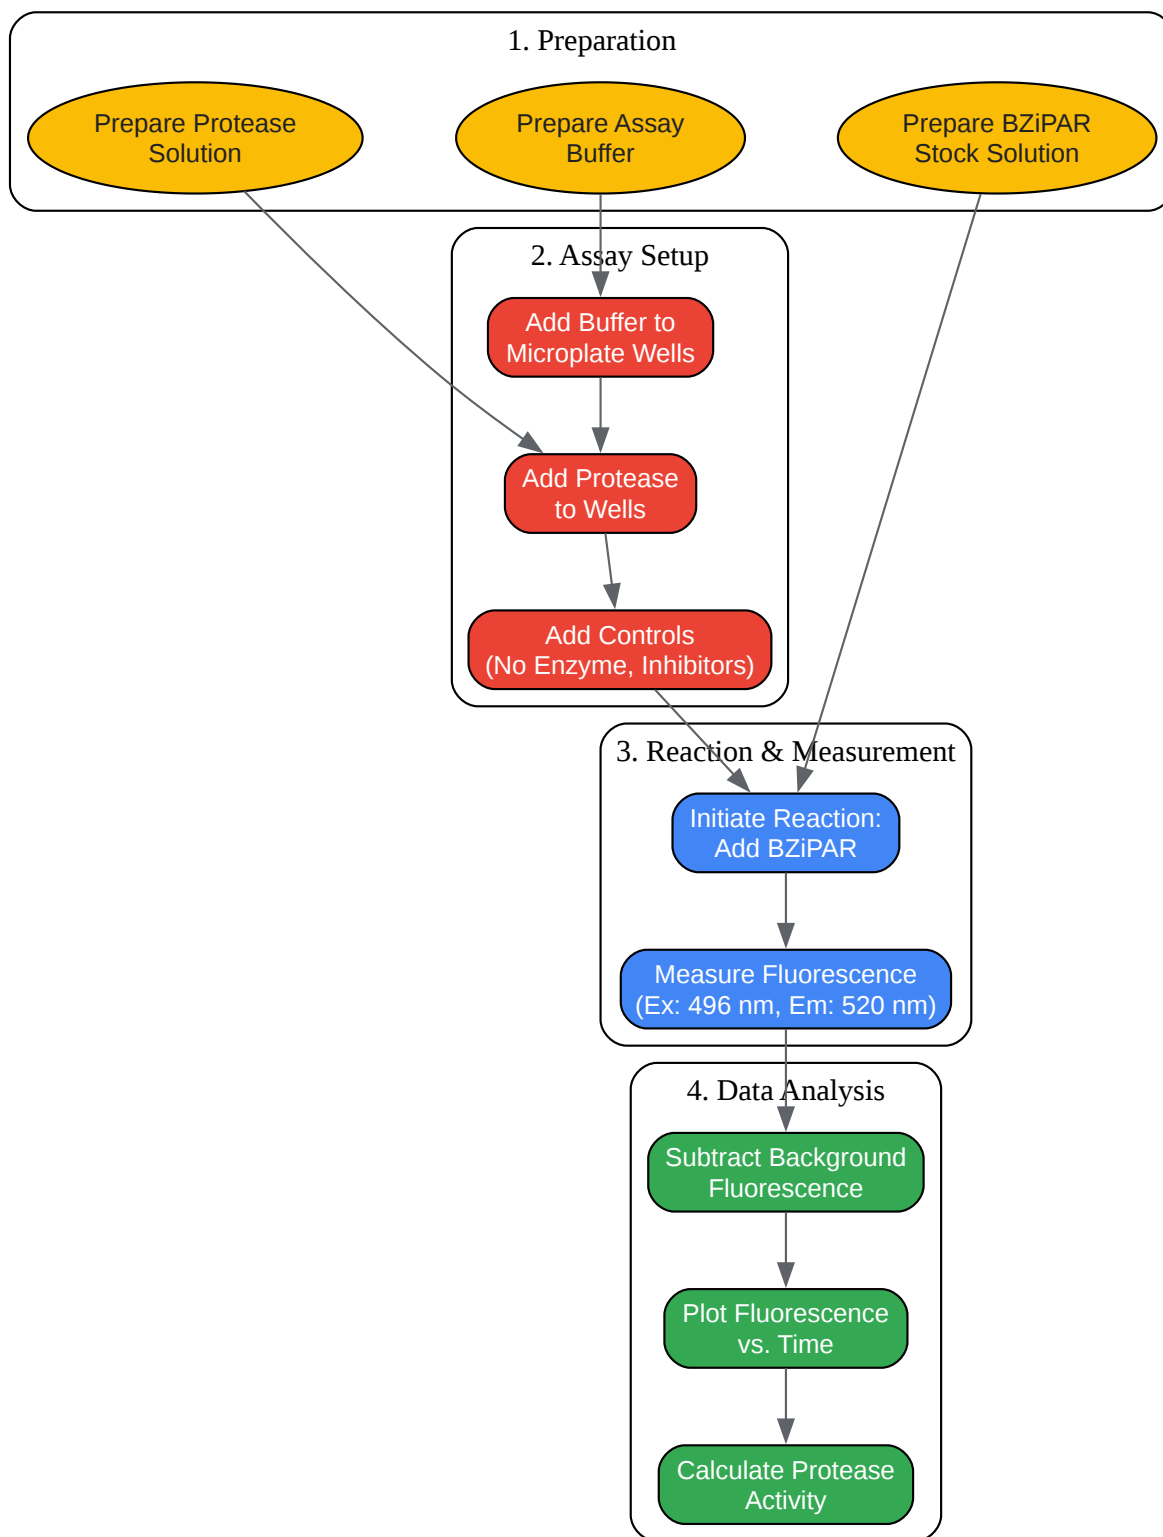 1. Preparation
Prepare Protease
Solution
Prepare Assay
Buffer
Prepare BZiPAR
Stock Solution
2. Assay Setup
Add Buffer to
Microplate Wells
Add Protease
to Wells
Add Controls
(No Enzyme, Inhibitors)
3. Reaction & Measurement
Initiate Reaction:
Add BZiPAR
Measure Fluorescence
(Ex: 496 nm, Em: 520 nm)
4. Data Analysis
Subtract Background
Fluorescence
Plot Fluorescence
vs. Time
Calculate Protease
Activity